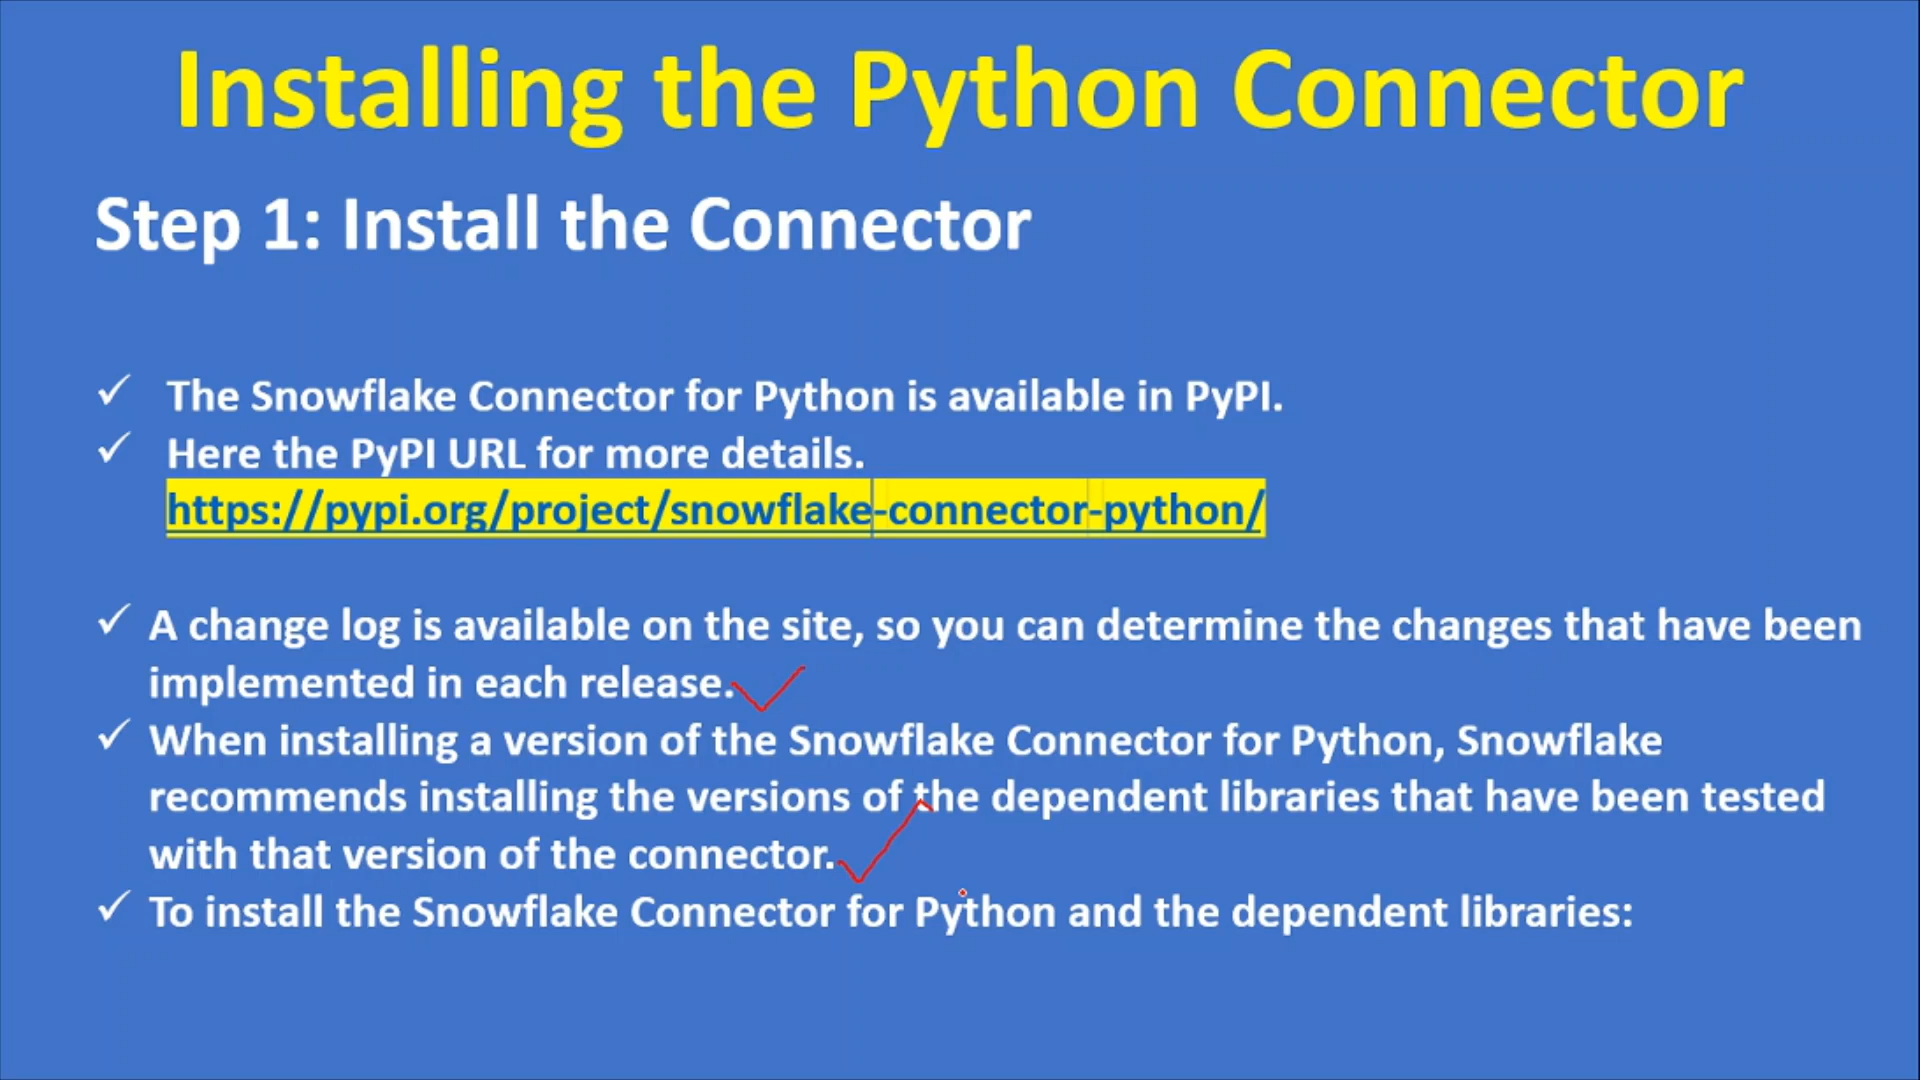 Installing the Python Connector
Step 1: Install the Connector
✓ The Snowflake Connector for Python is available in PyPI.
✓ Here the PyPI URL for more details.
https://pypi.org/project/snowflake-connector-python/
✓ A change log is available on the site, so you can determine the changes that have been
implemented in each release.
✓ When installing a version of the Snowflake Connector for Python, Snowflake
recommends installing the versions of the dependent libraries that have been tested
with that version of the connector.
✓ To install the Snowflake Connector for Python and the dependent libraries: